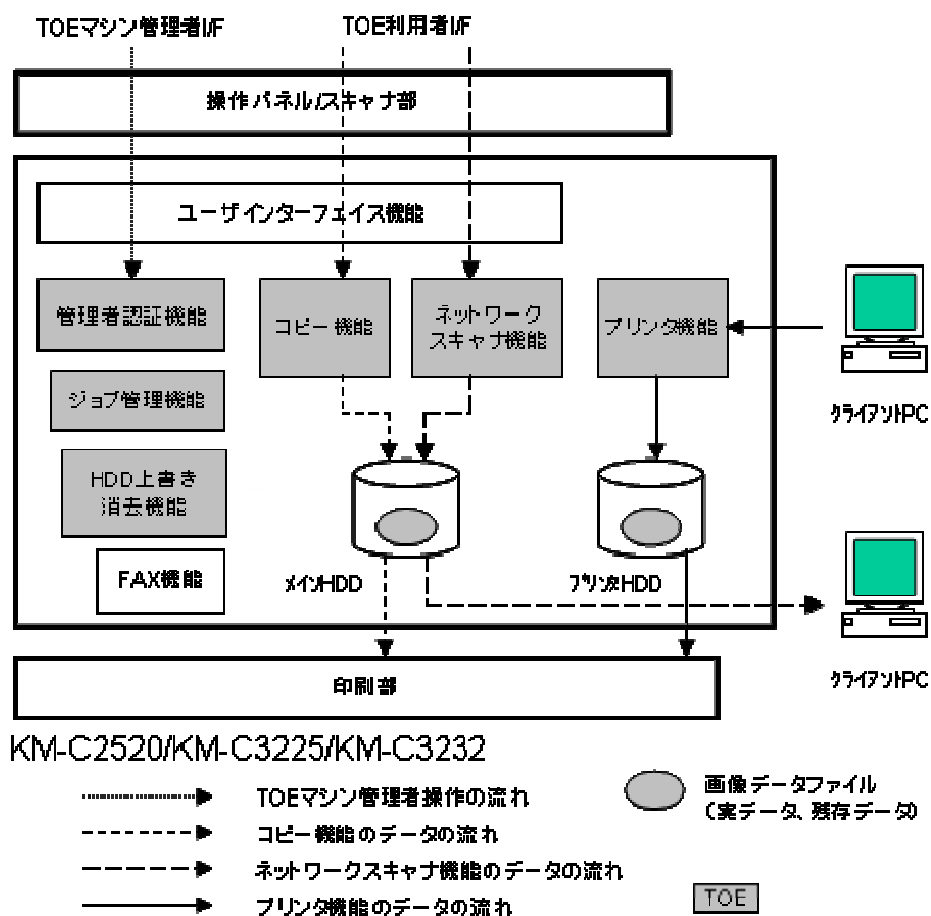 TOEマシン管理者I/F
TOE利用者I/F
操作パネル/スキャナ部
ユーザインターフェイス機能
管理者認証機能
コピー機能
ネットワーク
スキャナ機能
プリンタ機能
クライアントPC
ジョブ管理機能
HDD上書き
消去機能
FAX機能
メインHDD
プリンタHDD
クライアントPC
印刷部
KM-C2520/KM-C3225/KM-C3232
TOEマシン管理者操作の流れ
コピー機能のデータの流れ
ネットワークスキャナ機能のデータの流れ
プリンタ機能のデータの流れ
画像データファイル
(実データ、残存データ)
TOE